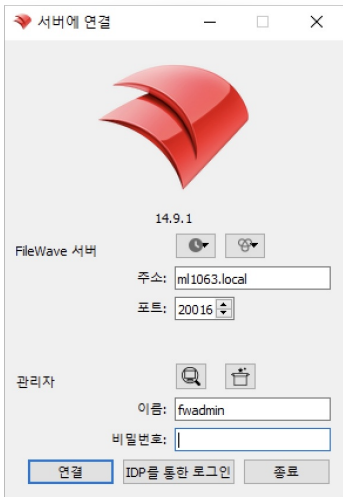 서버에 연결
14.9.1
FileWave 서버
주소: ml1063.local
포트: 20016
관리자
이름: fwadmin
비밀번호:
연결 IDP를 통한 로그인 종료